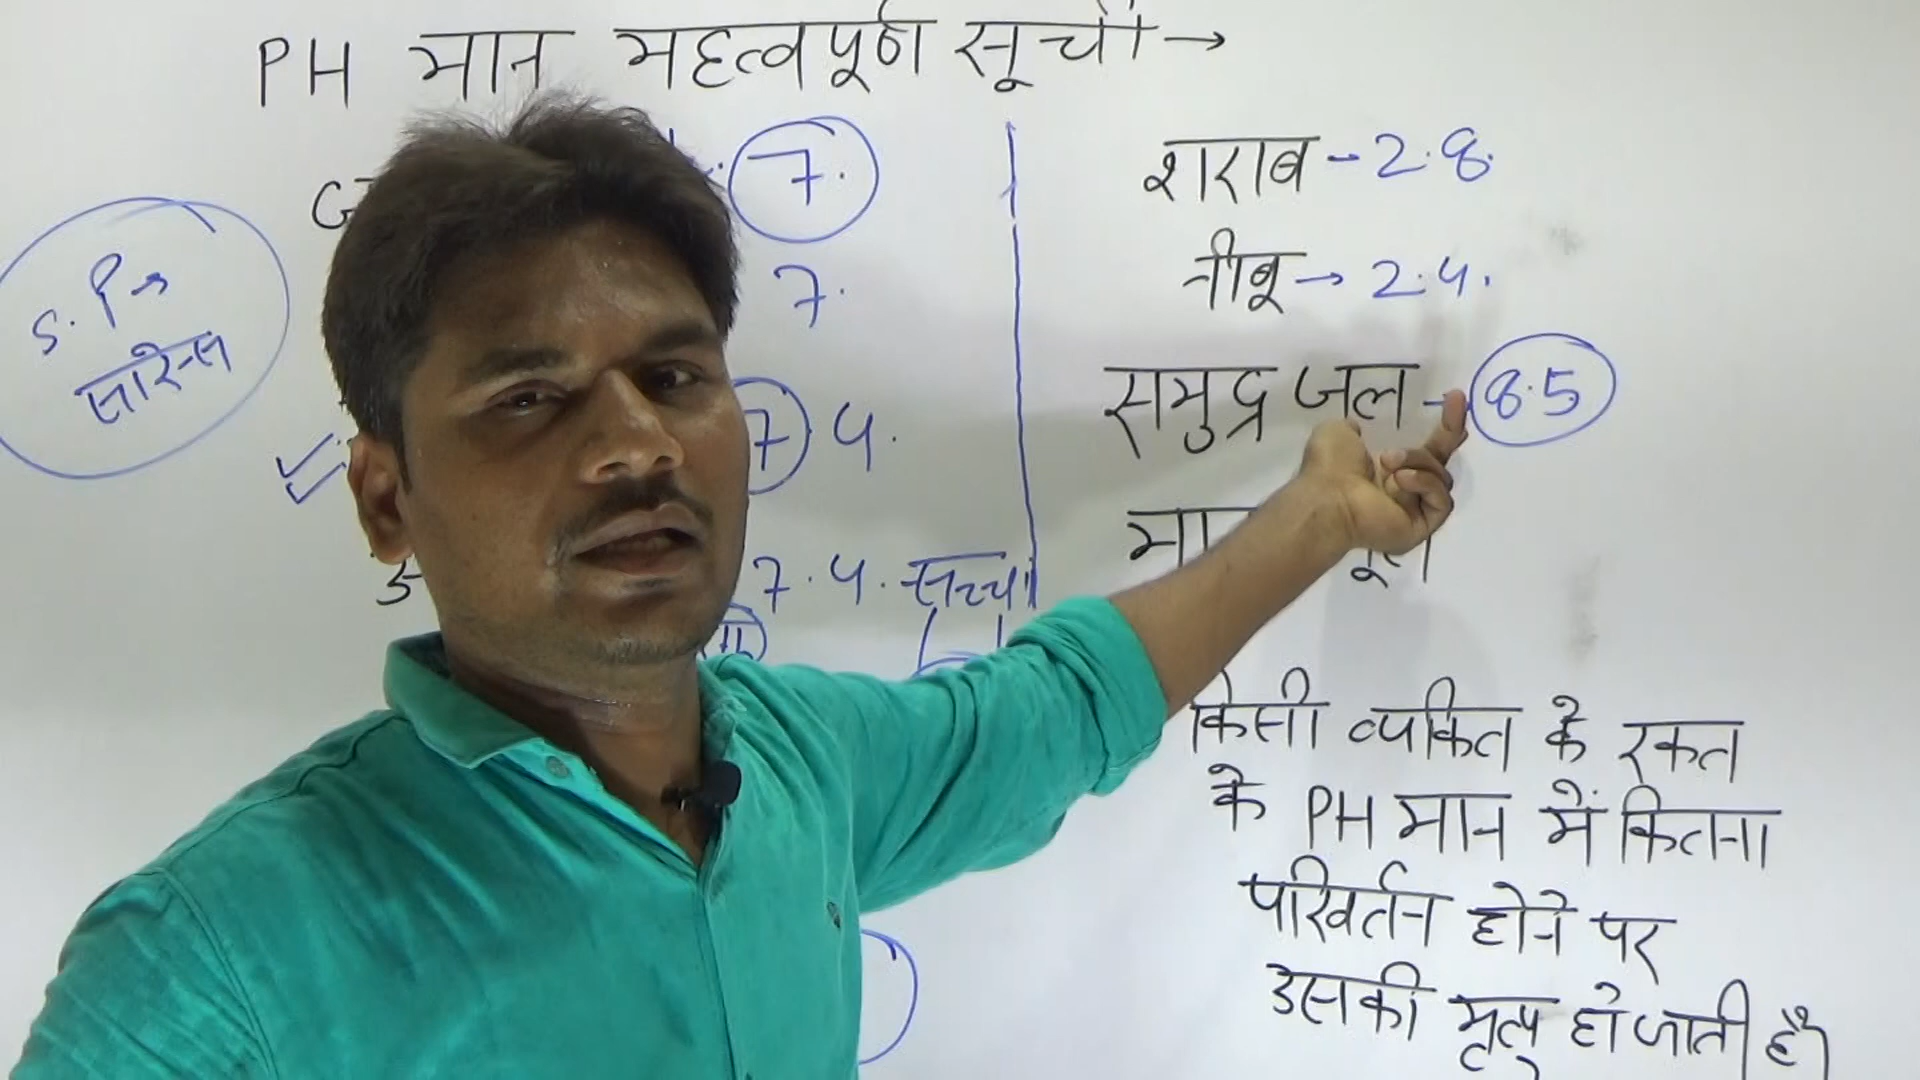 PH मान महत्वपूर्ण सूची →
7.
7.
7) 4.
7.4. सच्चा
S.P →
सारेन्स
शराब - 2.8.
नीबू → 2.4.
समुद्र जल → 8.5
किसी व्यकित के रकत
के PH मान में कितना
परिवर्तन होने पर
उसकी मृत्यु हो जाती है